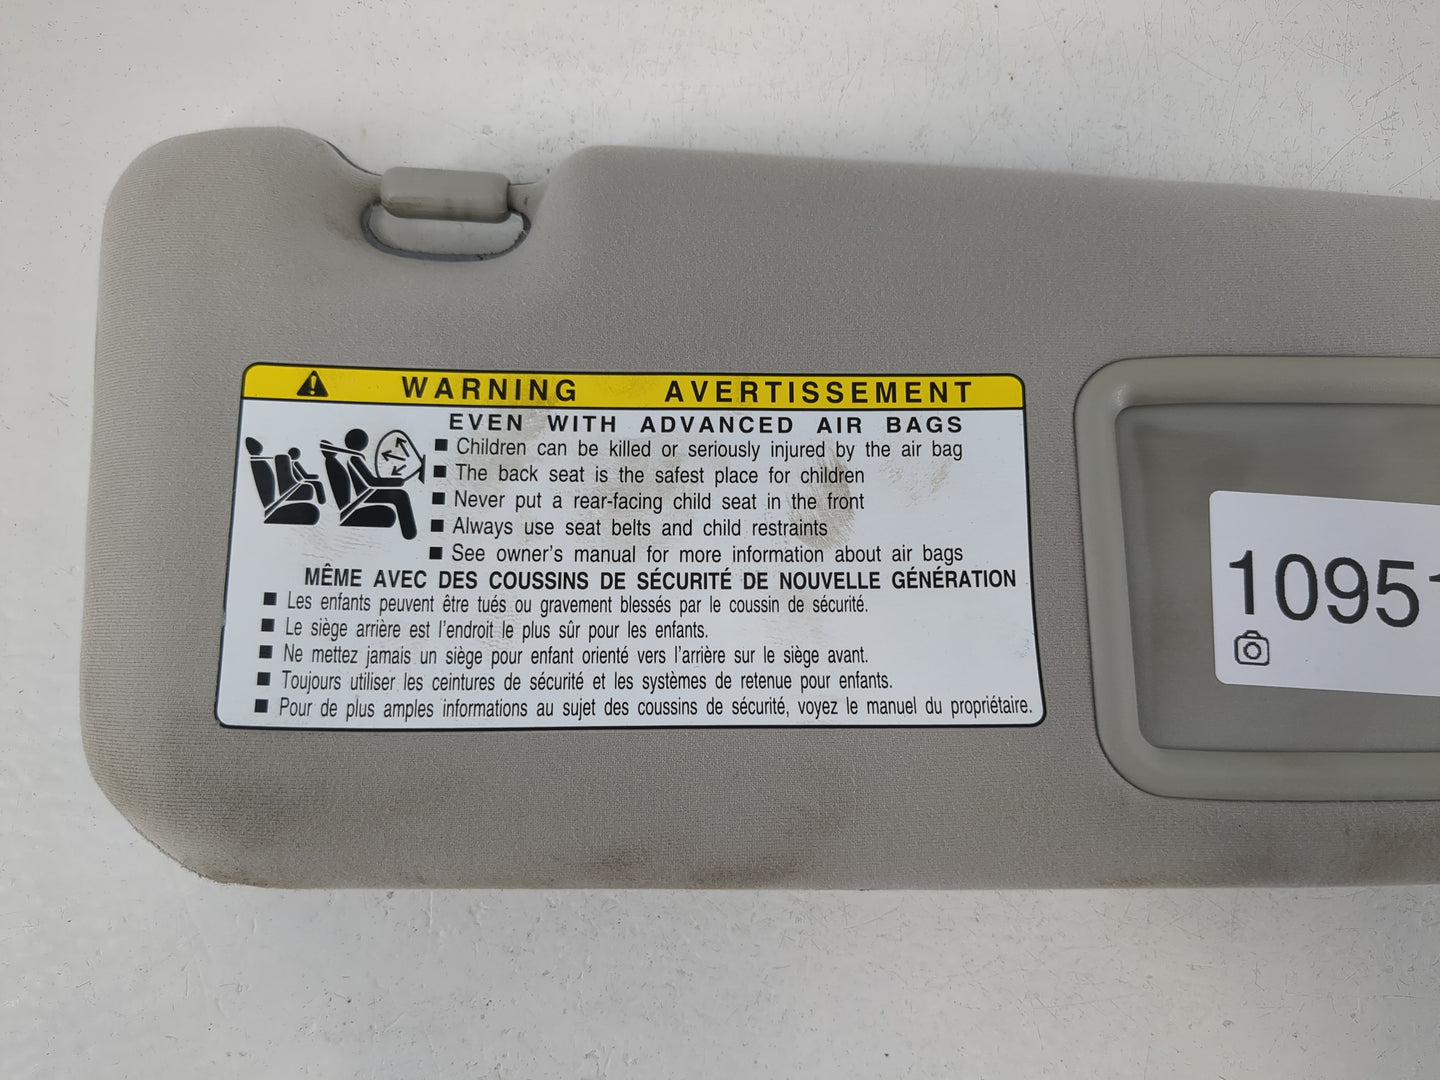 WARNING AVERTISSEMENT
EVEN WITH ADVANCED AIR BAGS
■ Children can be killed or seriously injured by the air bag
■ The back seat is the safest place for children
■ Never put a rear-facing child seat in the front
■ Always use seat belts and child restraints
■ See owner's manual for more information about air bags
MÊME AVEC DES COUSSINS DE SÉCURITÉ DE NOUVELLE GÉNÉRATION
■ Les enfants peuvent être tués ou gravement blessés par le coussin de sécurité.
■ Le siège arrière est l'endroit le plus sûr pour les enfants.
■ Ne mettez jamais un siège pour enfant orienté vers l'arrière sur le siège avant.
■ Toujours utiliser les ceintures de sécurité et les systèmes de retenue pour enfants.
■ Pour de plus amples informations au sujet des coussins de sécurité, voyez le manuel du propriétaire.
10951